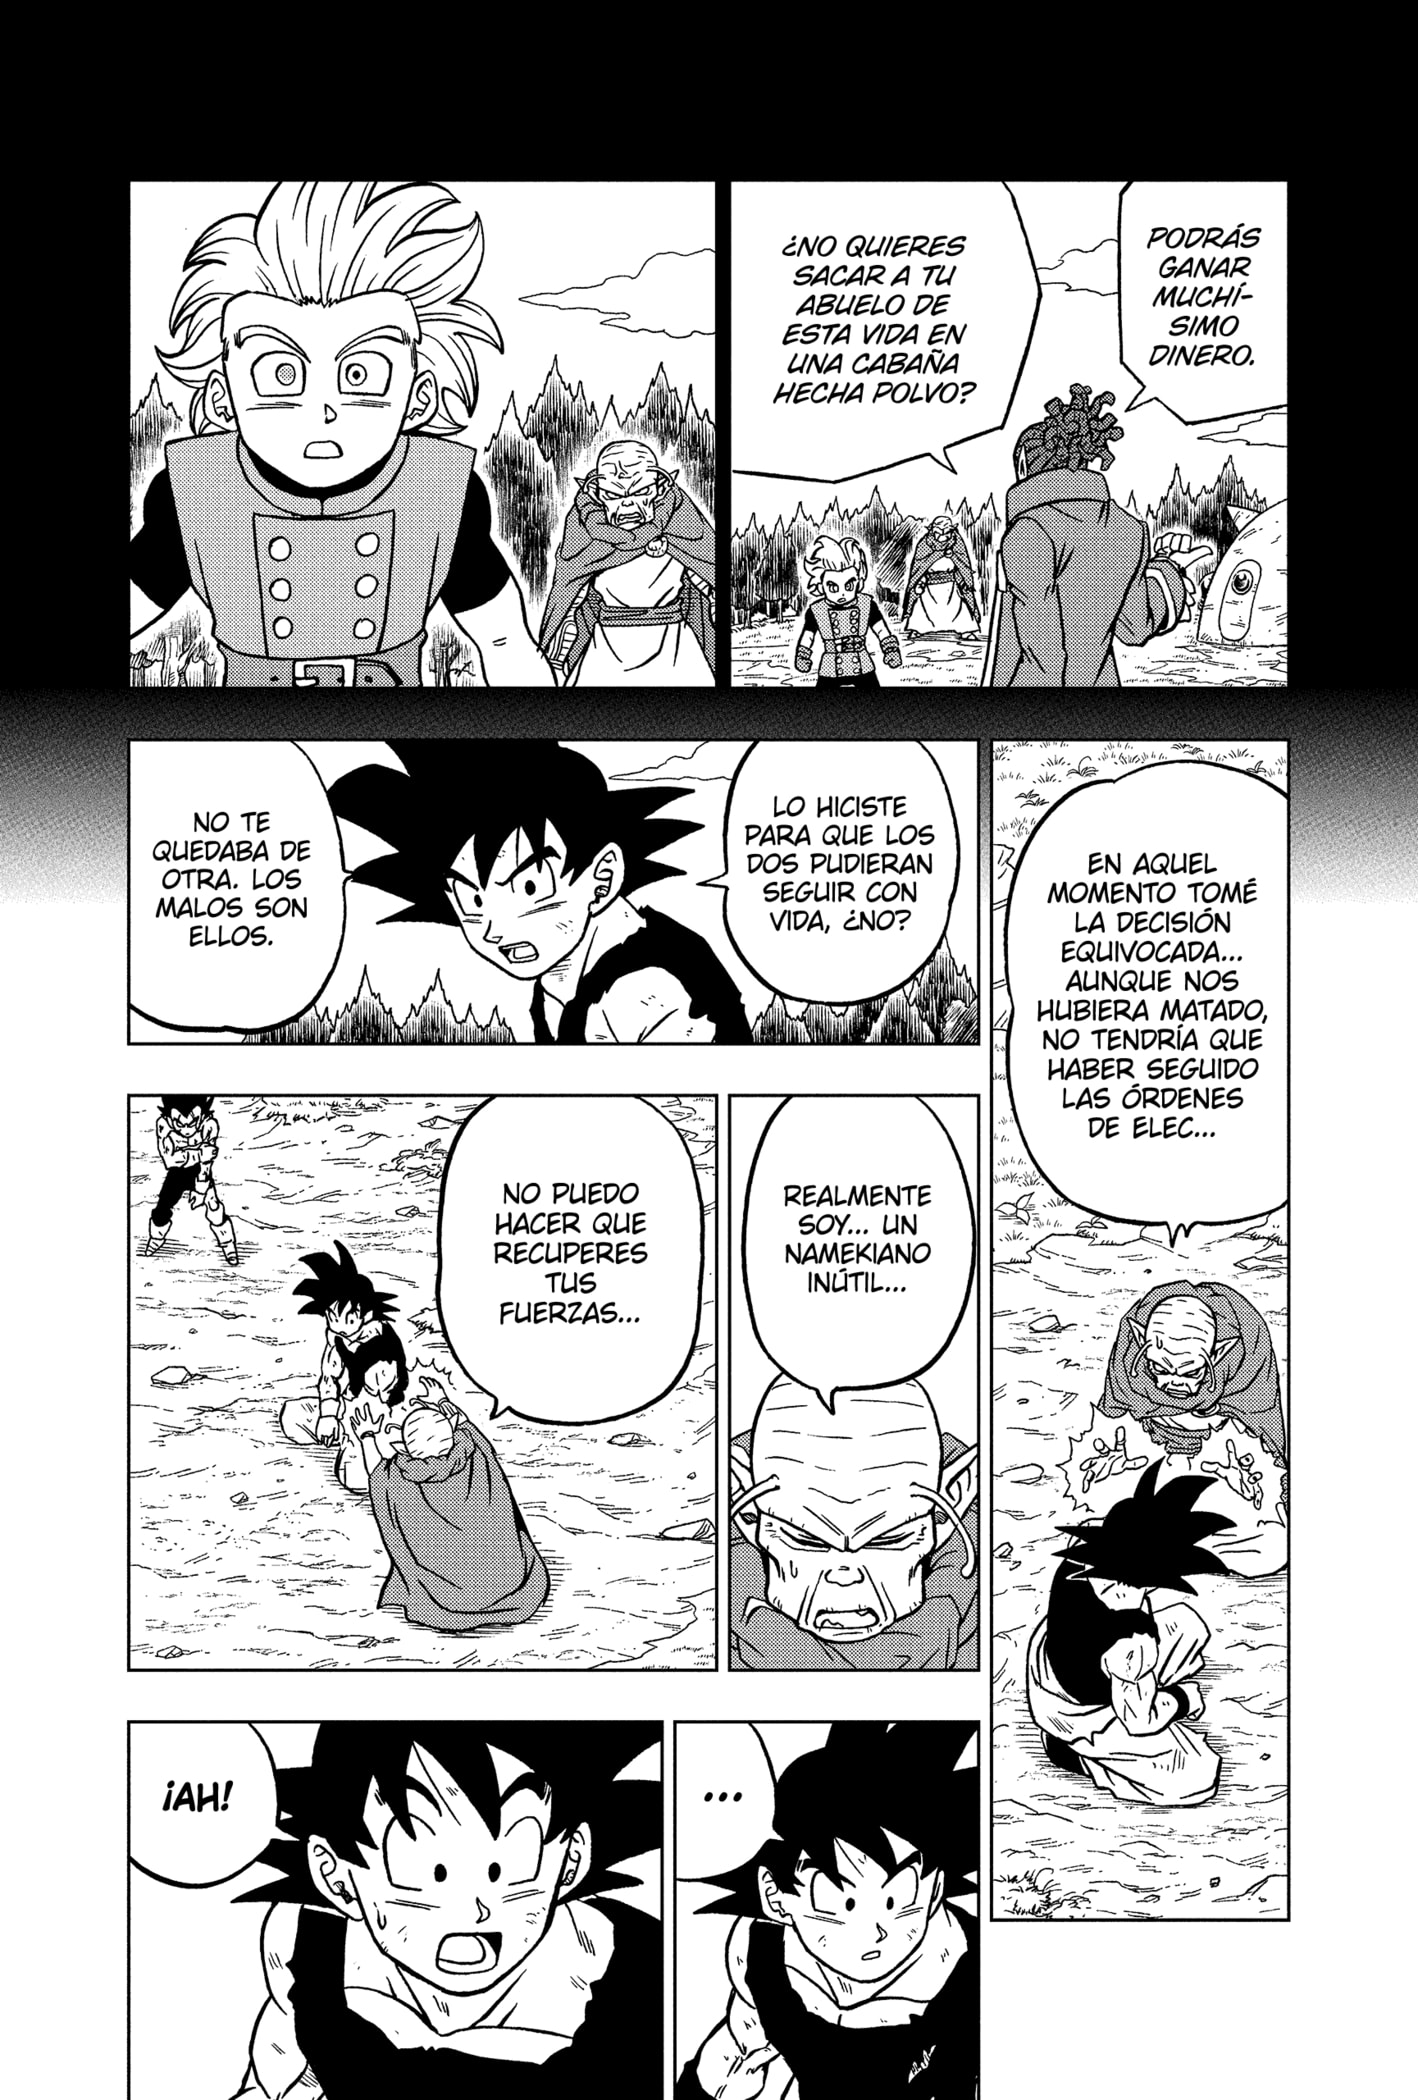 PODRÁS
GANAR
MUCHÍ-
SIMO
DINERO.
¿NO QUIERES
SACAR A TU
ABUELO DE
ESTA VIDA EN
UNA CABAÑA
HECHA POLVO?
EN AQUEL
MOMENTO TOMÉ
LA DECISIÓN
EQUIVOCADA...
AUNQUE NOS
HUBIERA MATADO,
NO TENDRÍA QUE
HABER SEGUIDO
LAS ÓRDENES
DE ELEC...
LO HICISTE
PARA QUE LOS
DOS PUDIERAN
SEGUIR CON
VIDA, ¿NO?
NO TE
QUEDABA DE
OTRA. LOS
MALOS SON
ELLOS.
REALMENTE
SOY... UN
NAMEKIANO
INÚTIL...
NO PUEDO
HACER QUE
RECUPERES
TUS
FUERZAS...
...
¡AH!